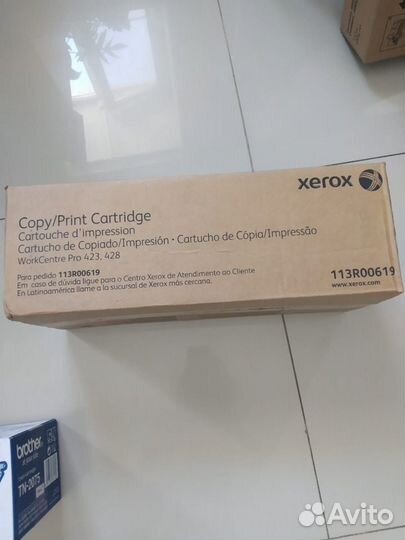 xerox
Copy/Print Cartridge
Cartouche d'impression
Cartucho de Copiado/Impresión • Cartucho de Cópia/Impressão
WorkCentre Pro 423, 428
Para pedido 113R00619
Em caso de dúvida ligue para o Centro Xerox de Atendimento ao Cliente
En Latinoamérica llame a la sucursal de Xerox más cercana.
113R00619
www.xerox.com
brother
TN-2075
Avito